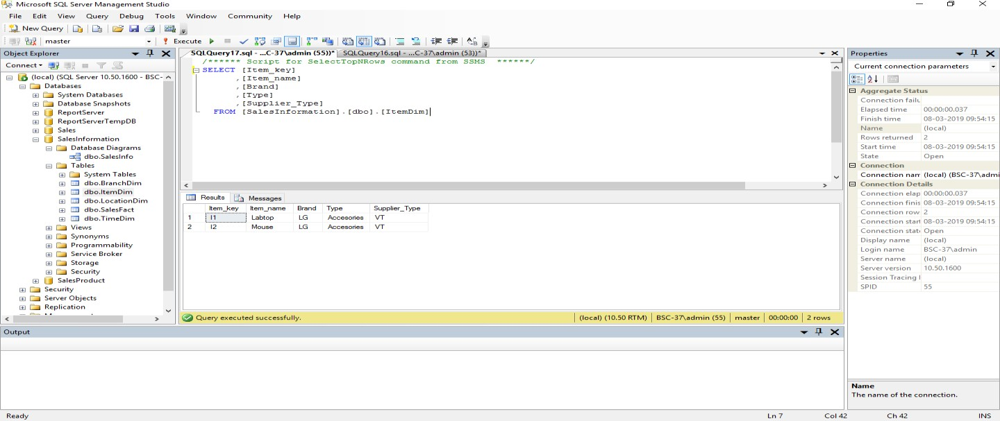 Microsoft SQL Server Management Studio
File Edit View Query Debug Tools Window Community Help
New Query
master Execute
Object Explorer
Connect
(local) (SQL Server 10.50.1600 - BSC-
Databases
System Databases
Database Snapshots
ReportServer
ReportServerTempDB
Sales
SalesInformation
Database Diagrams
dbo.SalesInfo
Tables
System Tables
dbo.BranchDim
dbo.ItemDim
dbo.LocationDim
dbo.SalesFact
dbo.TimeDim
Views
Synonyms
Programmability
Service Broker
Storage
Security
SalesProduct
Security
Server Objects
Replication
SQLQuery17.sql - ...C-37\admin (55))* SQLQuery16.sql - ...C-37\admin (53))*
/****** Script for SelectTopNRows command from SSMS ******/
SELECT [Item_key]
,[Item_name]
,[Brand]
,[Type]
,[Supplier_Type]
FROM [SalesInformation].[dbo].[ItemDim]
Results Messages
Item_key Item_name Brand Type Supplier_Type
1 I1 Labtop LG Accesories VT
2 I2 Mouse LG Accesories VT
Query executed successfully. (local) (10.50 RTM) BSC-37\admin (55) master 00:00:00 2 rows
Properties
Current connection parameters
Aggregate Status
Connection failu
Elapsed time 00:00:00.037
Finish time 08-03-2019 09:54:15
Name (local)
Rows returned 2
Start time 08-03-2019 09:54:15
State Open
Connection
Connection nam (local) (BSC-37\admi
Connection Details
Connection elap 00:00:00.037
Connection finis 08-03-2019 09:54:15
Connection row 2
Connection start 08-03-2019 09:54:15
Connection state Open
Display name (local)
Login name BSC-37\admin
Server name (local)
Server version 10.50.1600
Session Tracing I
SPID 55
Name
The name of the connection.
Output
Ready Ln 7 Col 42 Ch 42 INS